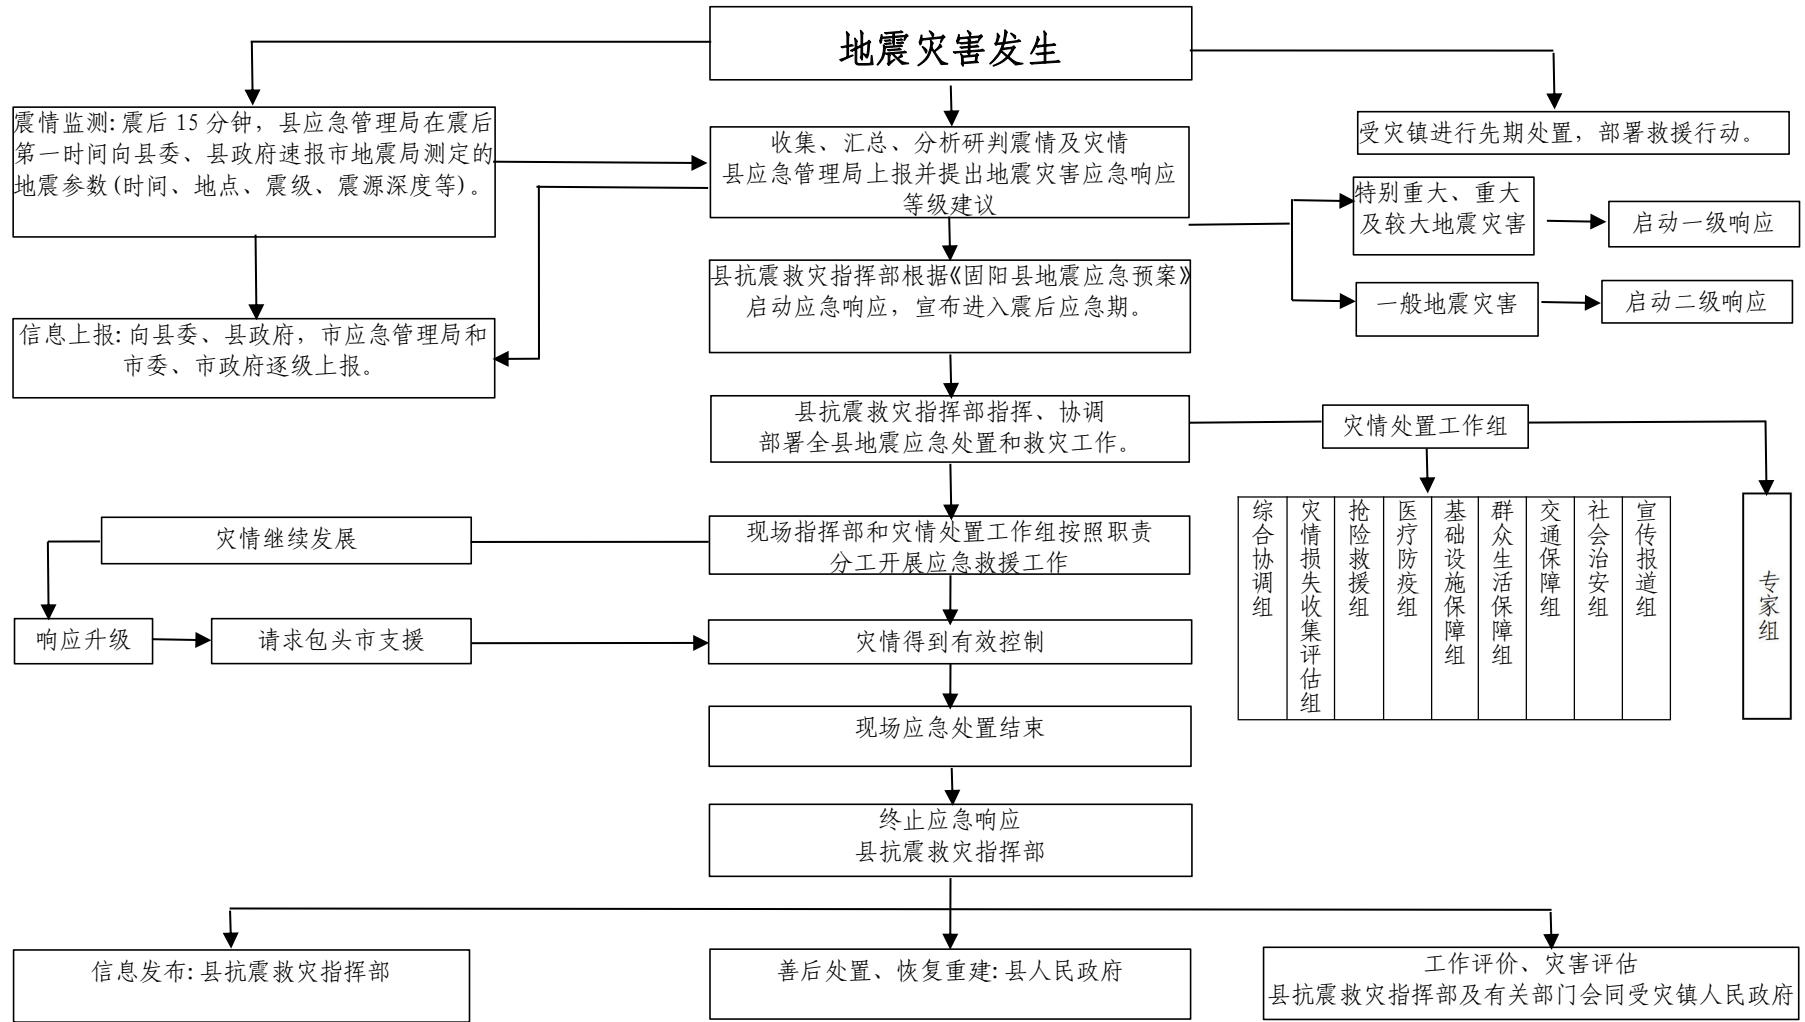 地震灾害发生
震情监测:震后 15 分钟，县应急管理局在震后
第一时间向县委、县政府速报市地震局测定的
地震参数(时间、地点、震级、震源深度等)。
收集、汇总、分析研判震情及灾情
县应急管理局上报并提出地震灾害应急响应
等级建议
受灾镇进行先期处置，部署救援行动。
特别重大、重大
及较大地震灾害
启动一级响应
县抗震救灾指挥部根据《固阳县地震应急预案》
启动应急响应，宣布进入震后应急期。
一般地震灾害
启动二级响应
信息上报:向县委、县政府，市应急管理局和
市委、市政府逐级上报。
县抗震救灾指挥部指挥、协调
部署全县地震应急处置和救灾工作。
灾情处置工作组
综合协调组
灾情损失收集评估组
抢险救援组
医疗防疫组
基础设施保障组
群众生活保障组
交通保障组
社会治安组
宣传报道组
专家组
灾情继续发展
现场指挥部和灾情处置工作组按照职责
分工开展应急救援工作
响应升级
请求包头市支援
灾情得到有效控制
现场应急处置结束
终止应急响应
县抗震救灾指挥部
信息发布:县抗震救灾指挥部
善后处置、恢复重建:县人民政府
工作评价、灾害评估
县抗震救灾指挥部及有关部门会同受灾镇人民政府